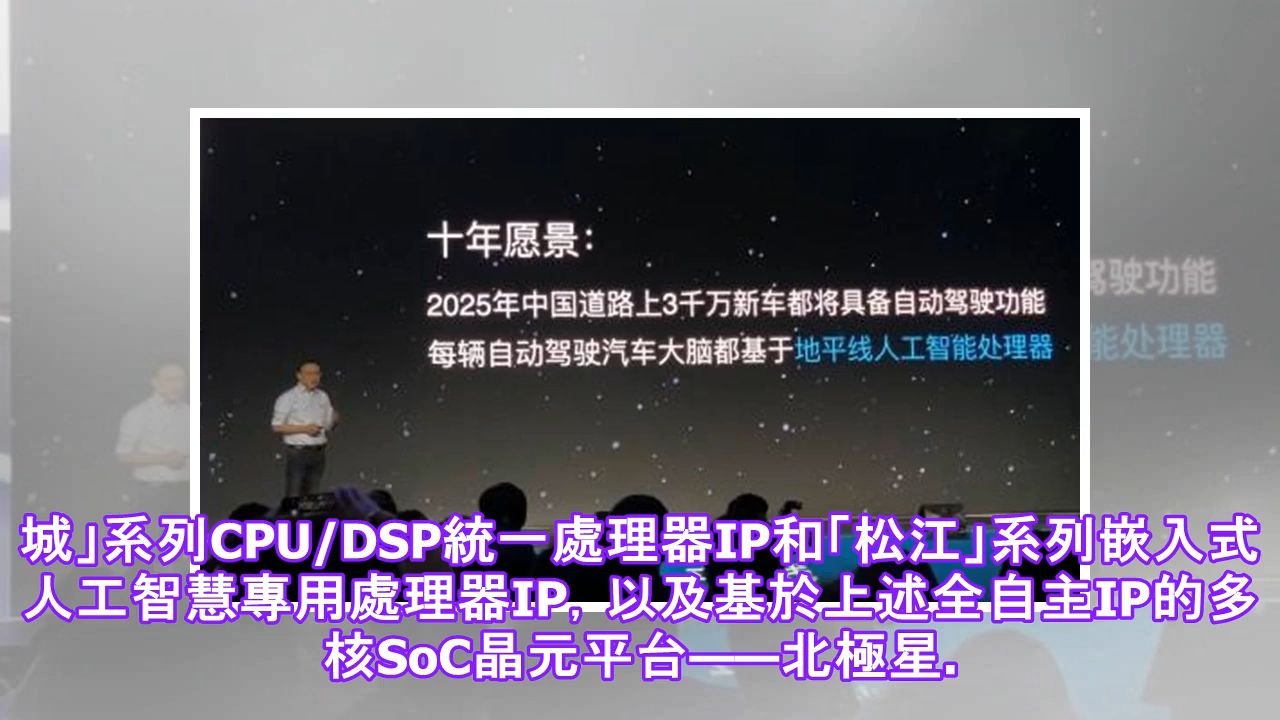 十年愿景：
2025年中国道路上3千万新车都将具备自动驾驶功能
每辆自动驾驶汽车大脑都基于地平线人工智能处理器
驾驶功能
能处理器
城」系列CPU/DSP統一處理器IP和「松江」系列嵌入式
人工智慧專用處理器IP, 以及基於上述全自主IP的多
核SoC晶元平台——北極星.